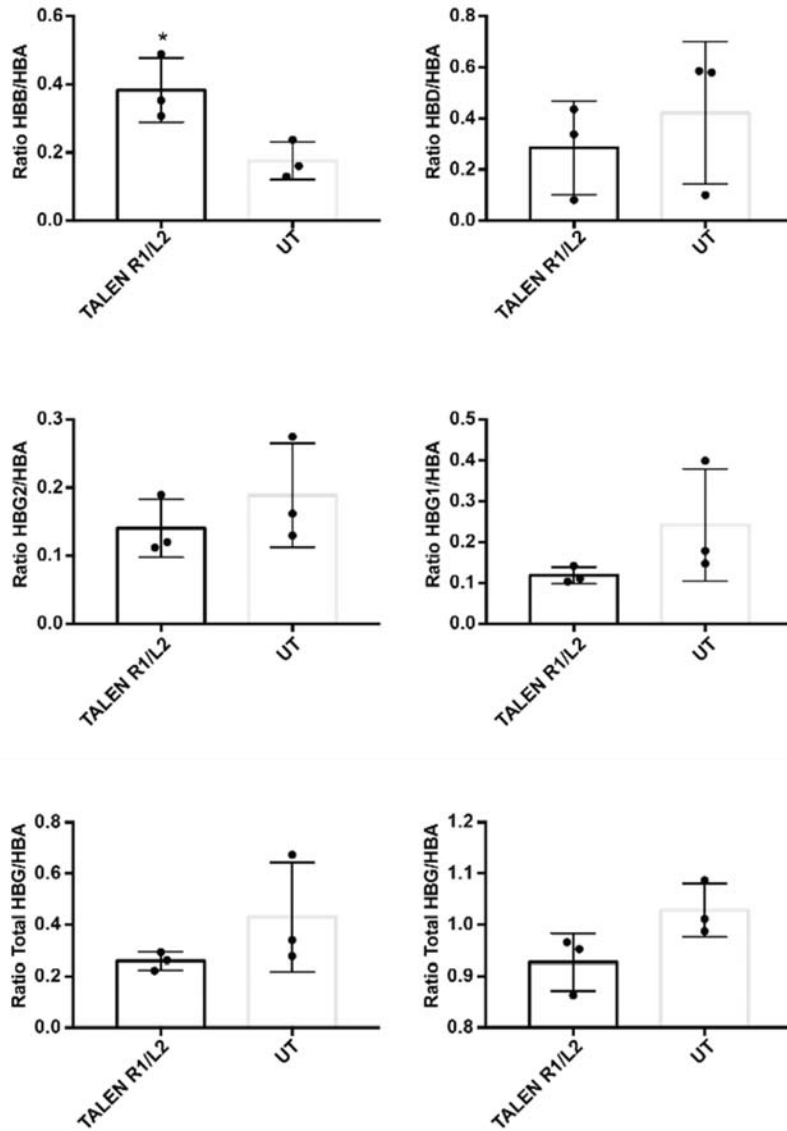 Ratio HBB/HBA
0.6
0.4
0.2
0.0
*
TALEN R1/L2
UT
Ratio HBD/HBA
0.8
0.6
0.4
0.2
0.0
TALEN R1/L2
UT
Ratio HBG2/HBA
0.3
0.2
0.1
0.0
TALEN R1/L2
UT
Ratio HBG1/HBA
0.5
0.4
0.3
0.2
0.1
0.0
TALEN R1/L2
UT
Ratio Total HBG/HBA
0.8
0.6
0.4
0.2
0.0
TALEN R1/L2
UT
Ratio Total HBG/HBA
1.2
1.1
1.0
0.9
0.8
TALEN R1/L2
UT